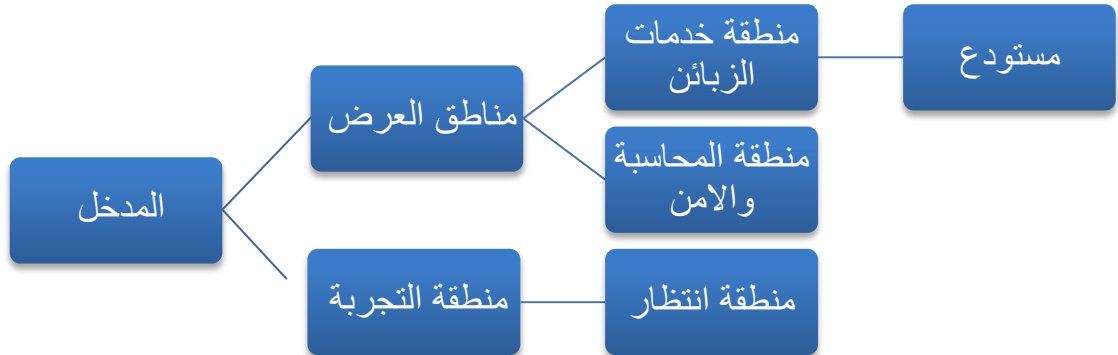 منطقة خدمات
الزبائن
مستودع
مناطق العرض
منطقة المحاسبة
والامن
المدخل
منطقة التجربة
منطقة انتظار